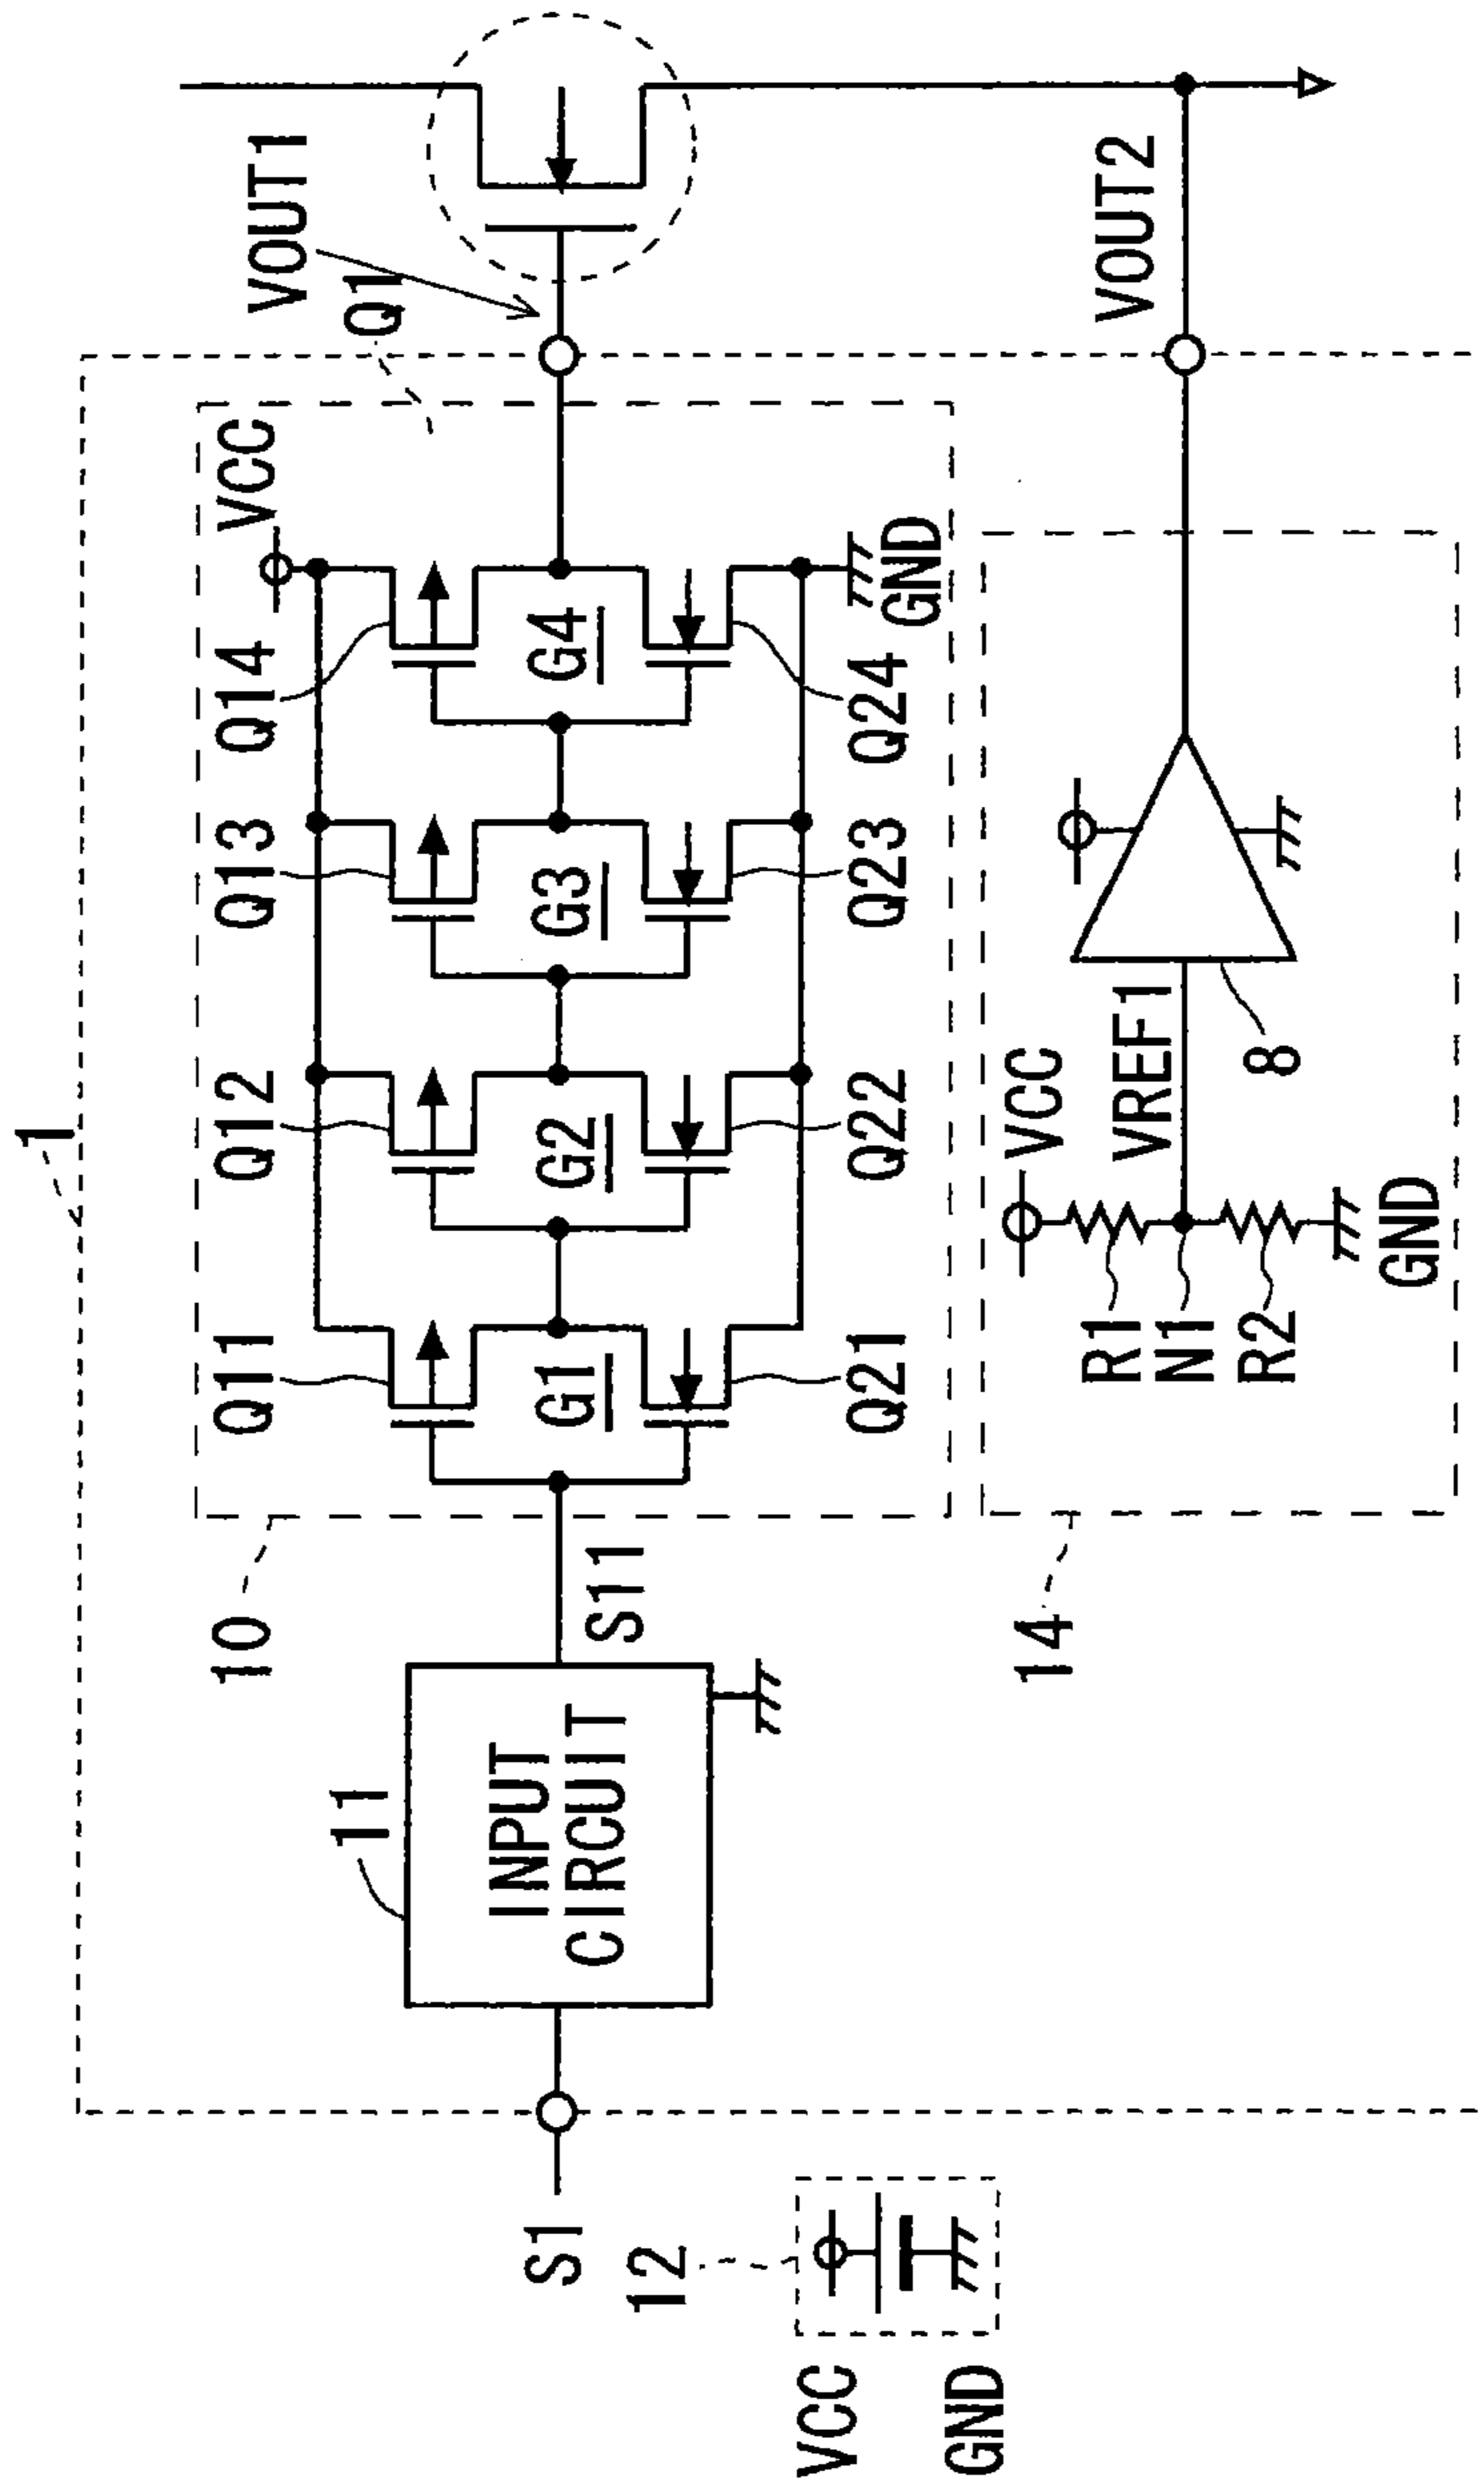 1
VOUT1
Q1
VCC
Q14
Q13
Q12
Q11
G1
G2
G3
G4
Q21
Q22
Q23
Q24
GND
10
11
INPUT
CIRCUIT
S11
S1
12
VCC
GND
VOUT2
14
VCC
VREF1
8
R1
N1
R2
GND